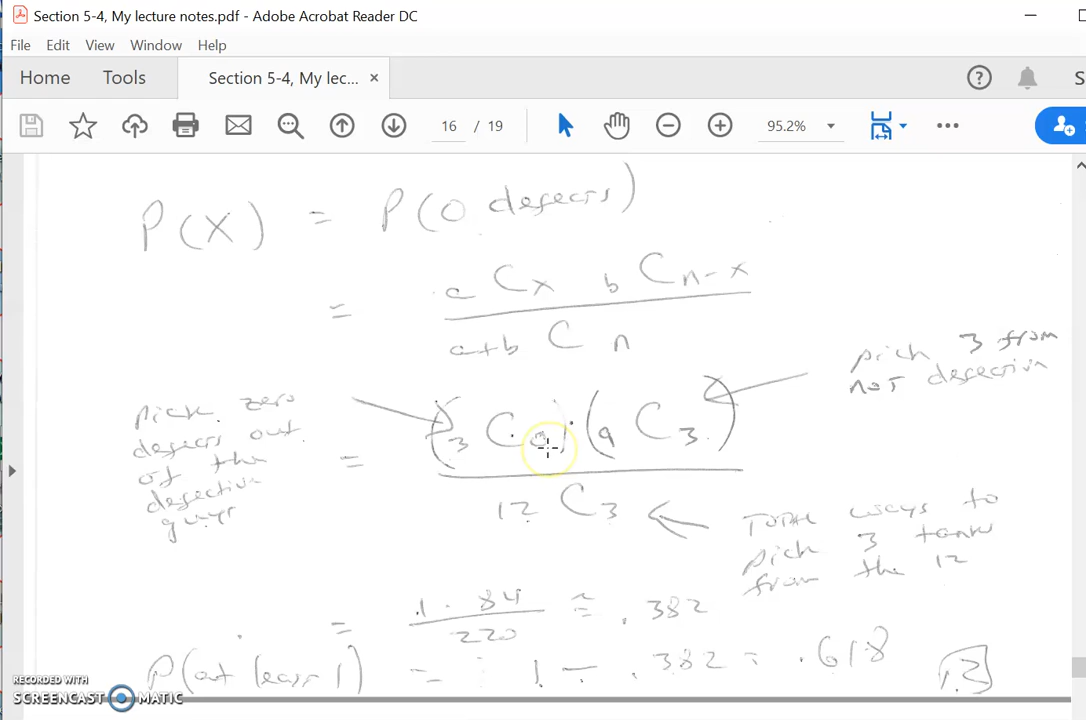 Section 5-4, My lecture notes.pdf - Adobe Acrobat Reader DC
File Edit View Window Help
Home Tools Section 5-4, My lec... × ? S
16 / 19 95.2%
P(X) = P(0 defects)
= aCx bCn-x
a+b C n
pick 3 from
not defective
pick zero
defects out
of the
defective
guys
= (3C0) · (9C3)
12C3
TOTAL ways to
pick 3 tanks
from the 12
= 1 · 84 ≈ .382
220
P(at least 1) = 1 - .382 = .618
RECORDED WITH
SCREENCAST MATIC